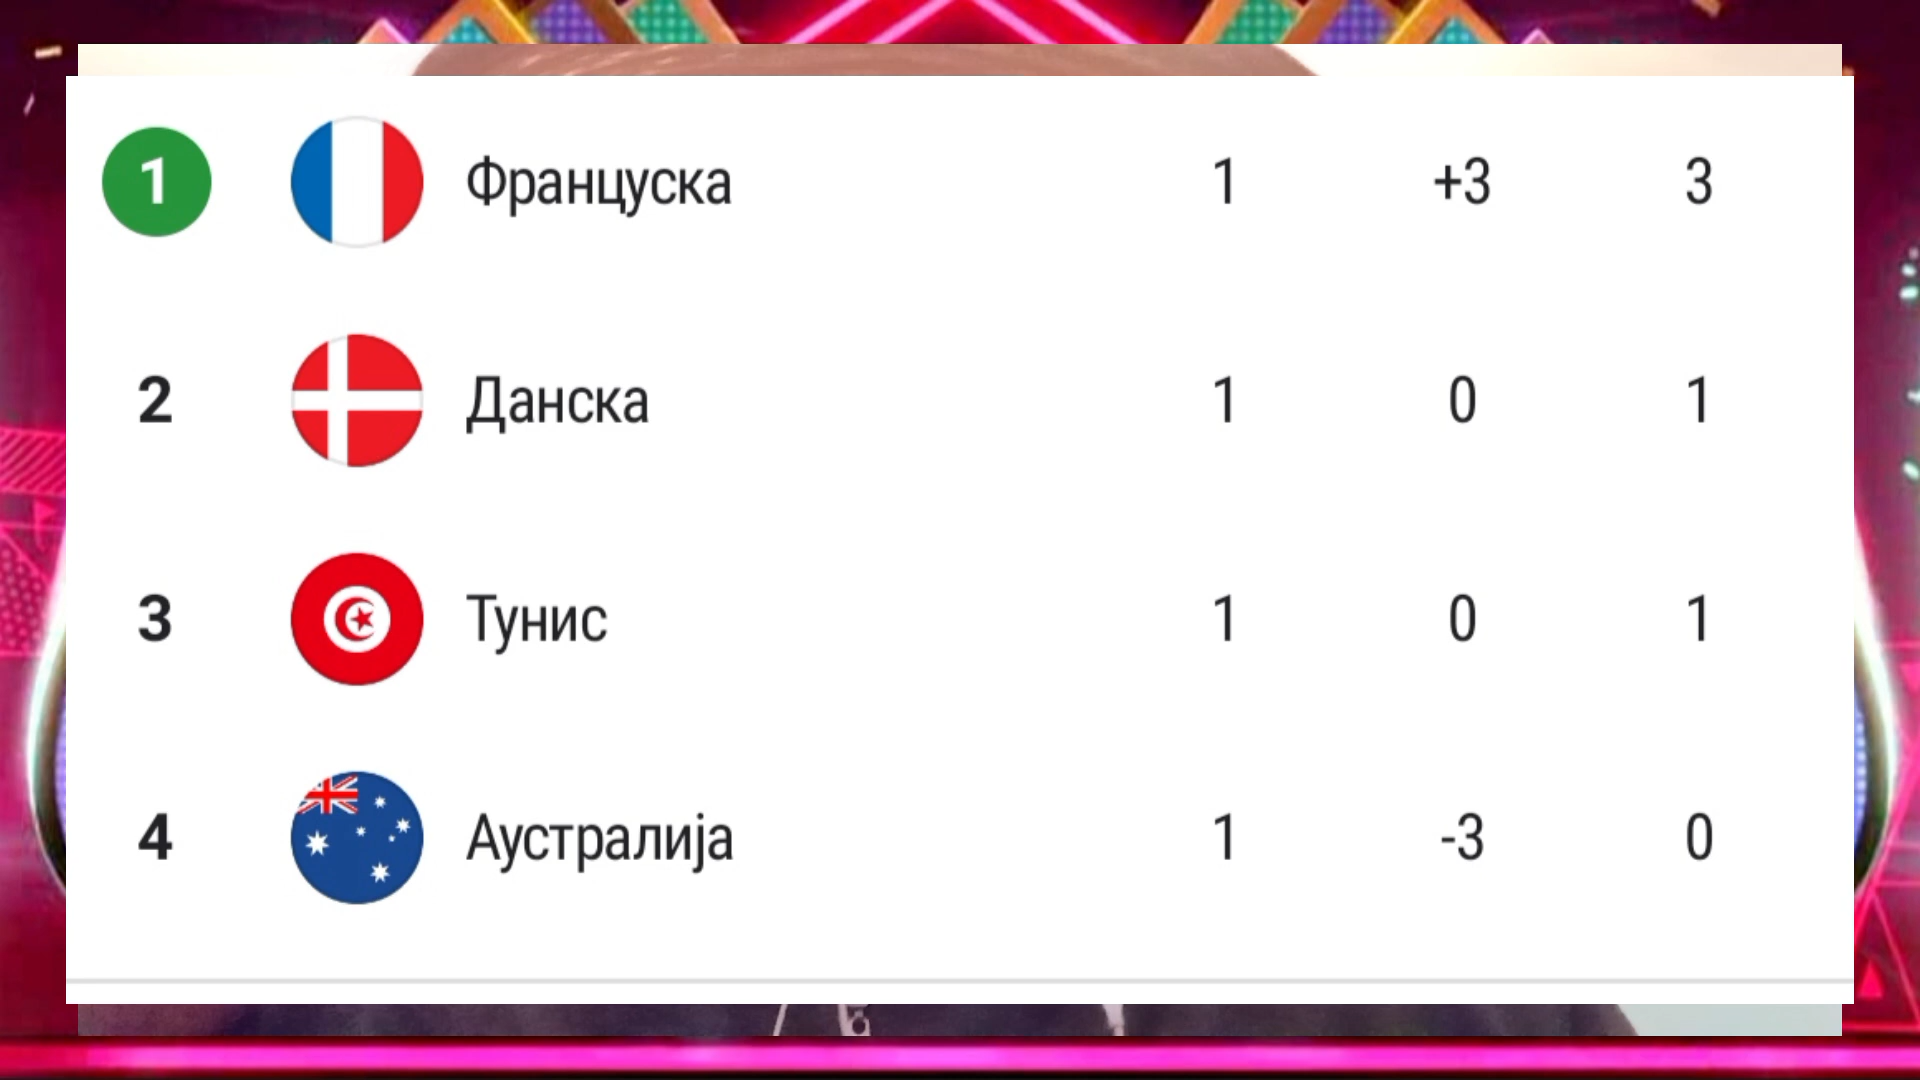 1 Француска 1 +3 3
2 Данска 1 0 1
3 Тунис 1 0 1
4 Аустралија 1 -3 0